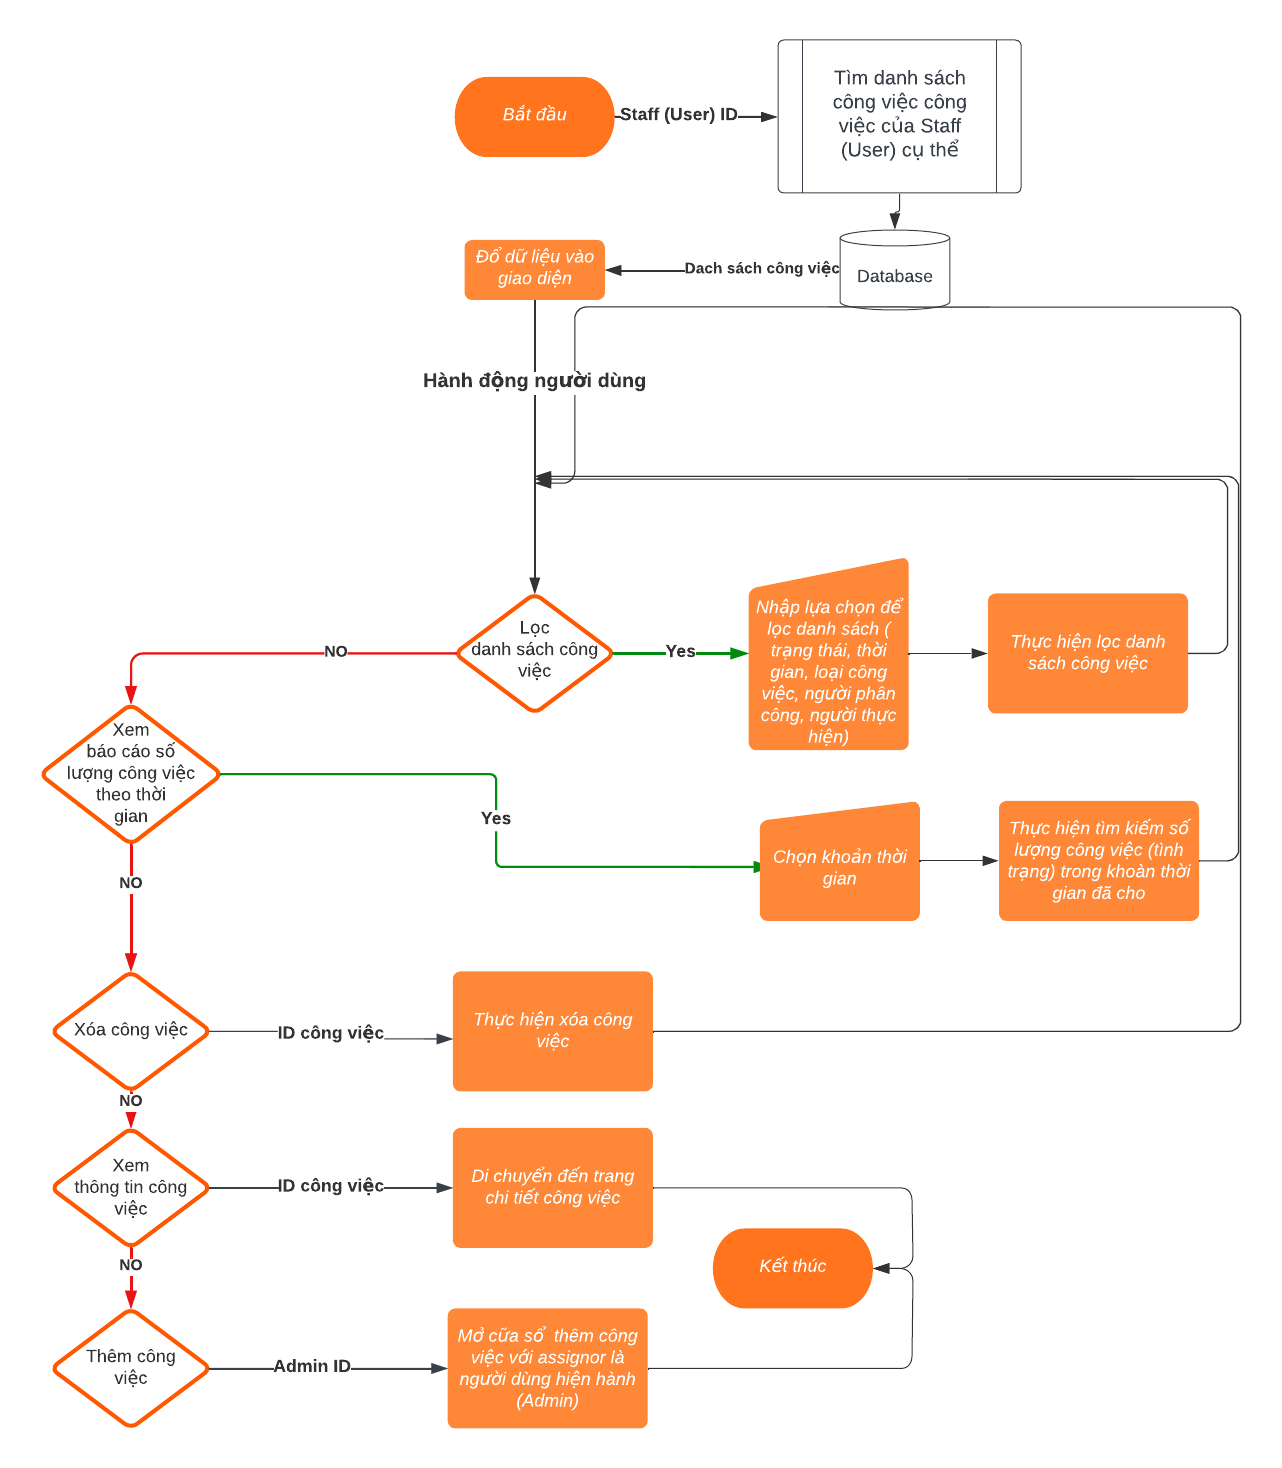 Bắt đầu
Staff (User) ID
Tìm danh sách
công việc công
việc của Staff
(User) cụ thể
Đổ dữ liệu vào
giao diện
Dach sách công việc
Database
Hành động người dùng
Lọc
danh sách công
việc
NO
Yes
Nhập lựa chọn để
lọc danh sách (
trạng thái, thời
gian, loại công
việc, người phân
công, người thực
hiện)
Thực hiện lọc danh
sách công việc
Xem
báo cáo số
lượng công việc
theo thời
gian
Yes
Chọn khoản thời
gian
Thực hiện tìm kiếm số
lượng công việc (tình
trạng) trong khoàn thời
gian đã cho
NO
Xóa công việc
ID công việc
Thực hiện xóa công
việc
NO
Xem
thông tin công
việc
ID công việc
Di chuyển đến trang
chi tiết công việc
Kết thúc
NO
Thêm công
việc
Admin ID
Mở cữa sổ  thêm công
việc với assignor là
người dùng hiện hành
(Admin)